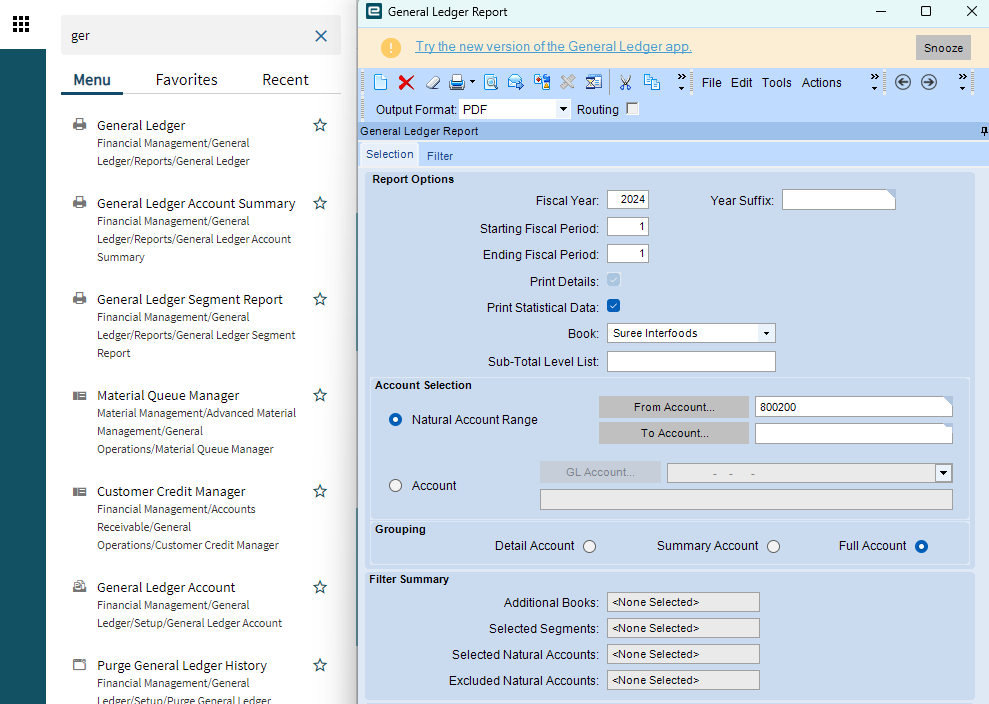 ger
Menu
Favorites
Recent
General Ledger
Financial Management/General
Ledger/Reports/General Ledger
General Ledger Account Summary
Financial Management/General
Ledger/Reports/General Ledger Account
Summary
General Ledger Segment Report
Financial Management/General
Ledger/Reports/General Ledger Segment
Report
Material Queue Manager
Material Management/Advanced Material
Management/General
Operations/Material Queue Manager
Customer Credit Manager
Financial Management/Accounts
Receivable/General
Operations/Customer Credit Manager
General Ledger Account
Financial Management/General
Ledger/Setup/General Ledger Account
Purge General Ledger History
Financial Management/General
Ledger/Setup/Purge General Ledger
General Ledger Report
Try the new version of the General Ledger app.
Snooze
File Edit Tools Actions
Output Format: PDF Routing
General Ledger Report
Selection Filter
Report Options
Fiscal Year: 2024 Year Suffix:
Starting Fiscal Period: 1
Ending Fiscal Period: 1
Print Details:
Print Statistical Data:
Book: Suree Interfoods
Sub-Total Level List:
Account Selection
Natural Account Range
From Account... 800200
To Account...
Account
GL Account... - - -
Grouping
Detail Account Summary Account Full Account
Filter Summary
Additional Books: <None Selected>
Selected Segments: <None Selected>
Selected Natural Accounts: <None Selected>
Excluded Natural Accounts: <None Selected>